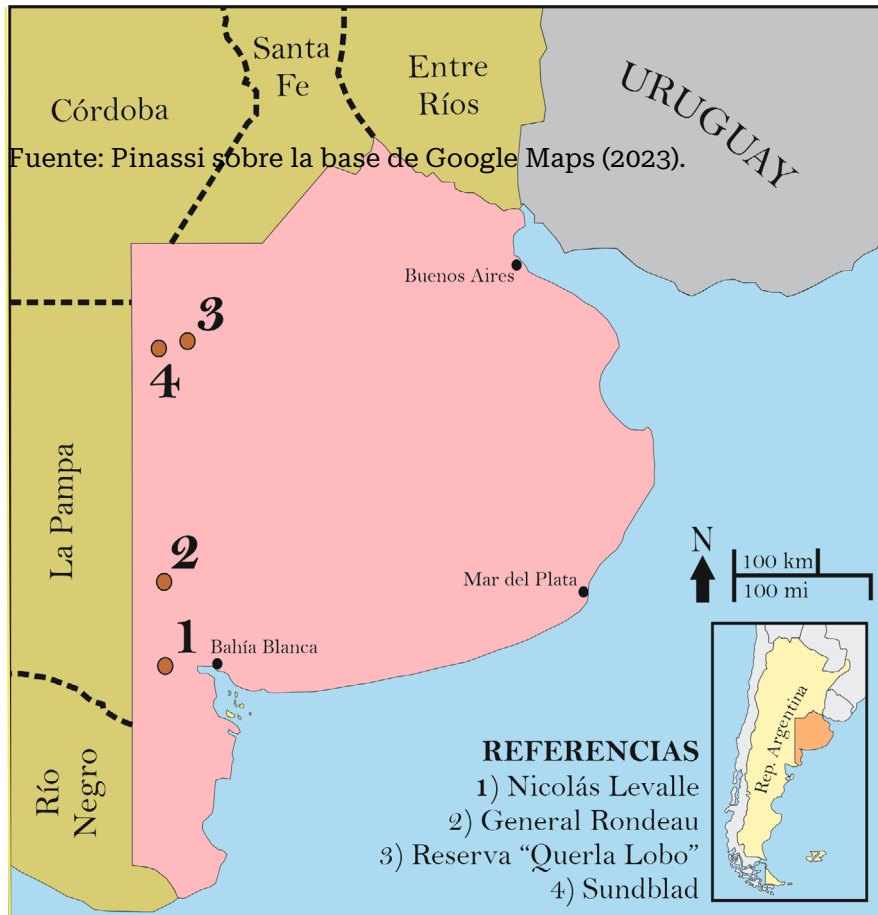 Santa
Fe
Entre
Ríos
Córdoba
URUGUAY
Fuente: Pinassi sobre la base de Google Maps (2023).
Buenos Aires
3
4
La Pampa
2
N
100 km
100 mi
Mar del Plata
1
Bahía Blanca
Río
Negro
Rep. Argentina
REFERENCIAS
1) Nicolás Levalle
2) General Rondeau
3) Reserva “Querla Lobo”
4) Sundblad